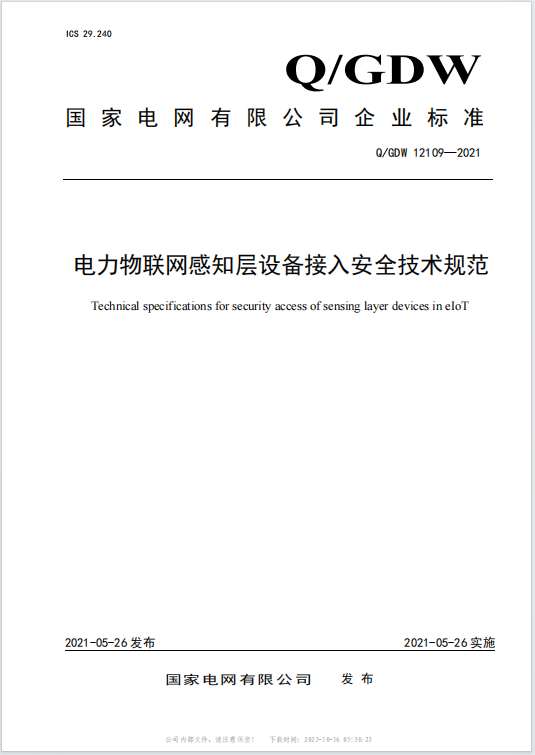 ICS 29.240
Q/GDW
国家电网有限公司企业标准
Q/GDW 12109—2021
电力物联网感知层设备接入安全技术规范
Technical specifications for security access of sensing layer devices in eIoT
2021-05-26 发布
2021-05-26 实施
国家电网有限公司 发布
公司内部文件，请注意保密! 下载时间：2023-10-16 05:38:23